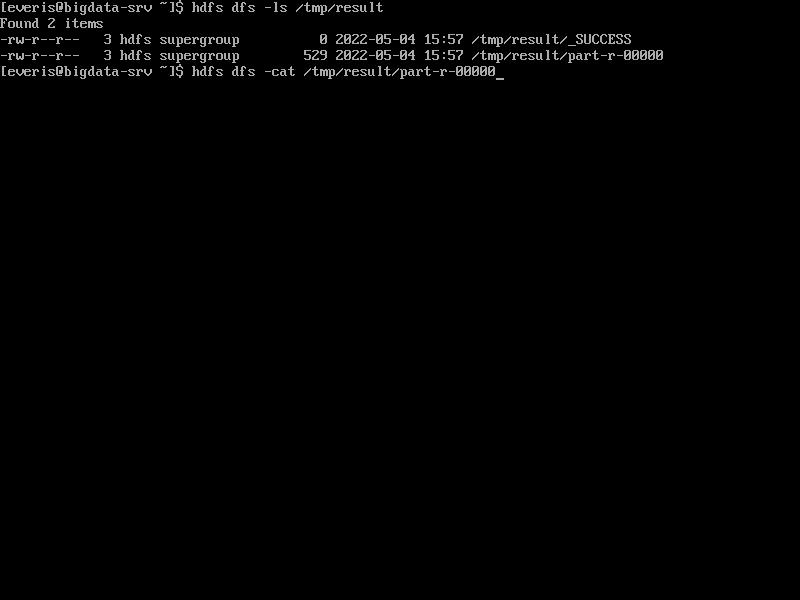 [everis@bigdata-srv ~]$ hdfs dfs -ls /tmp/result
Found 2 items
-rw-r--r--   3 hdfs supergroup          0 2022-05-04 15:57 /tmp/result/_SUCCESS
-rw-r--r--   3 hdfs supergroup        529 2022-05-04 15:57 /tmp/result/part-r-00000
[everis@bigdata-srv ~]$ hdfs dfs -cat /tmp/result/part-r-00000_